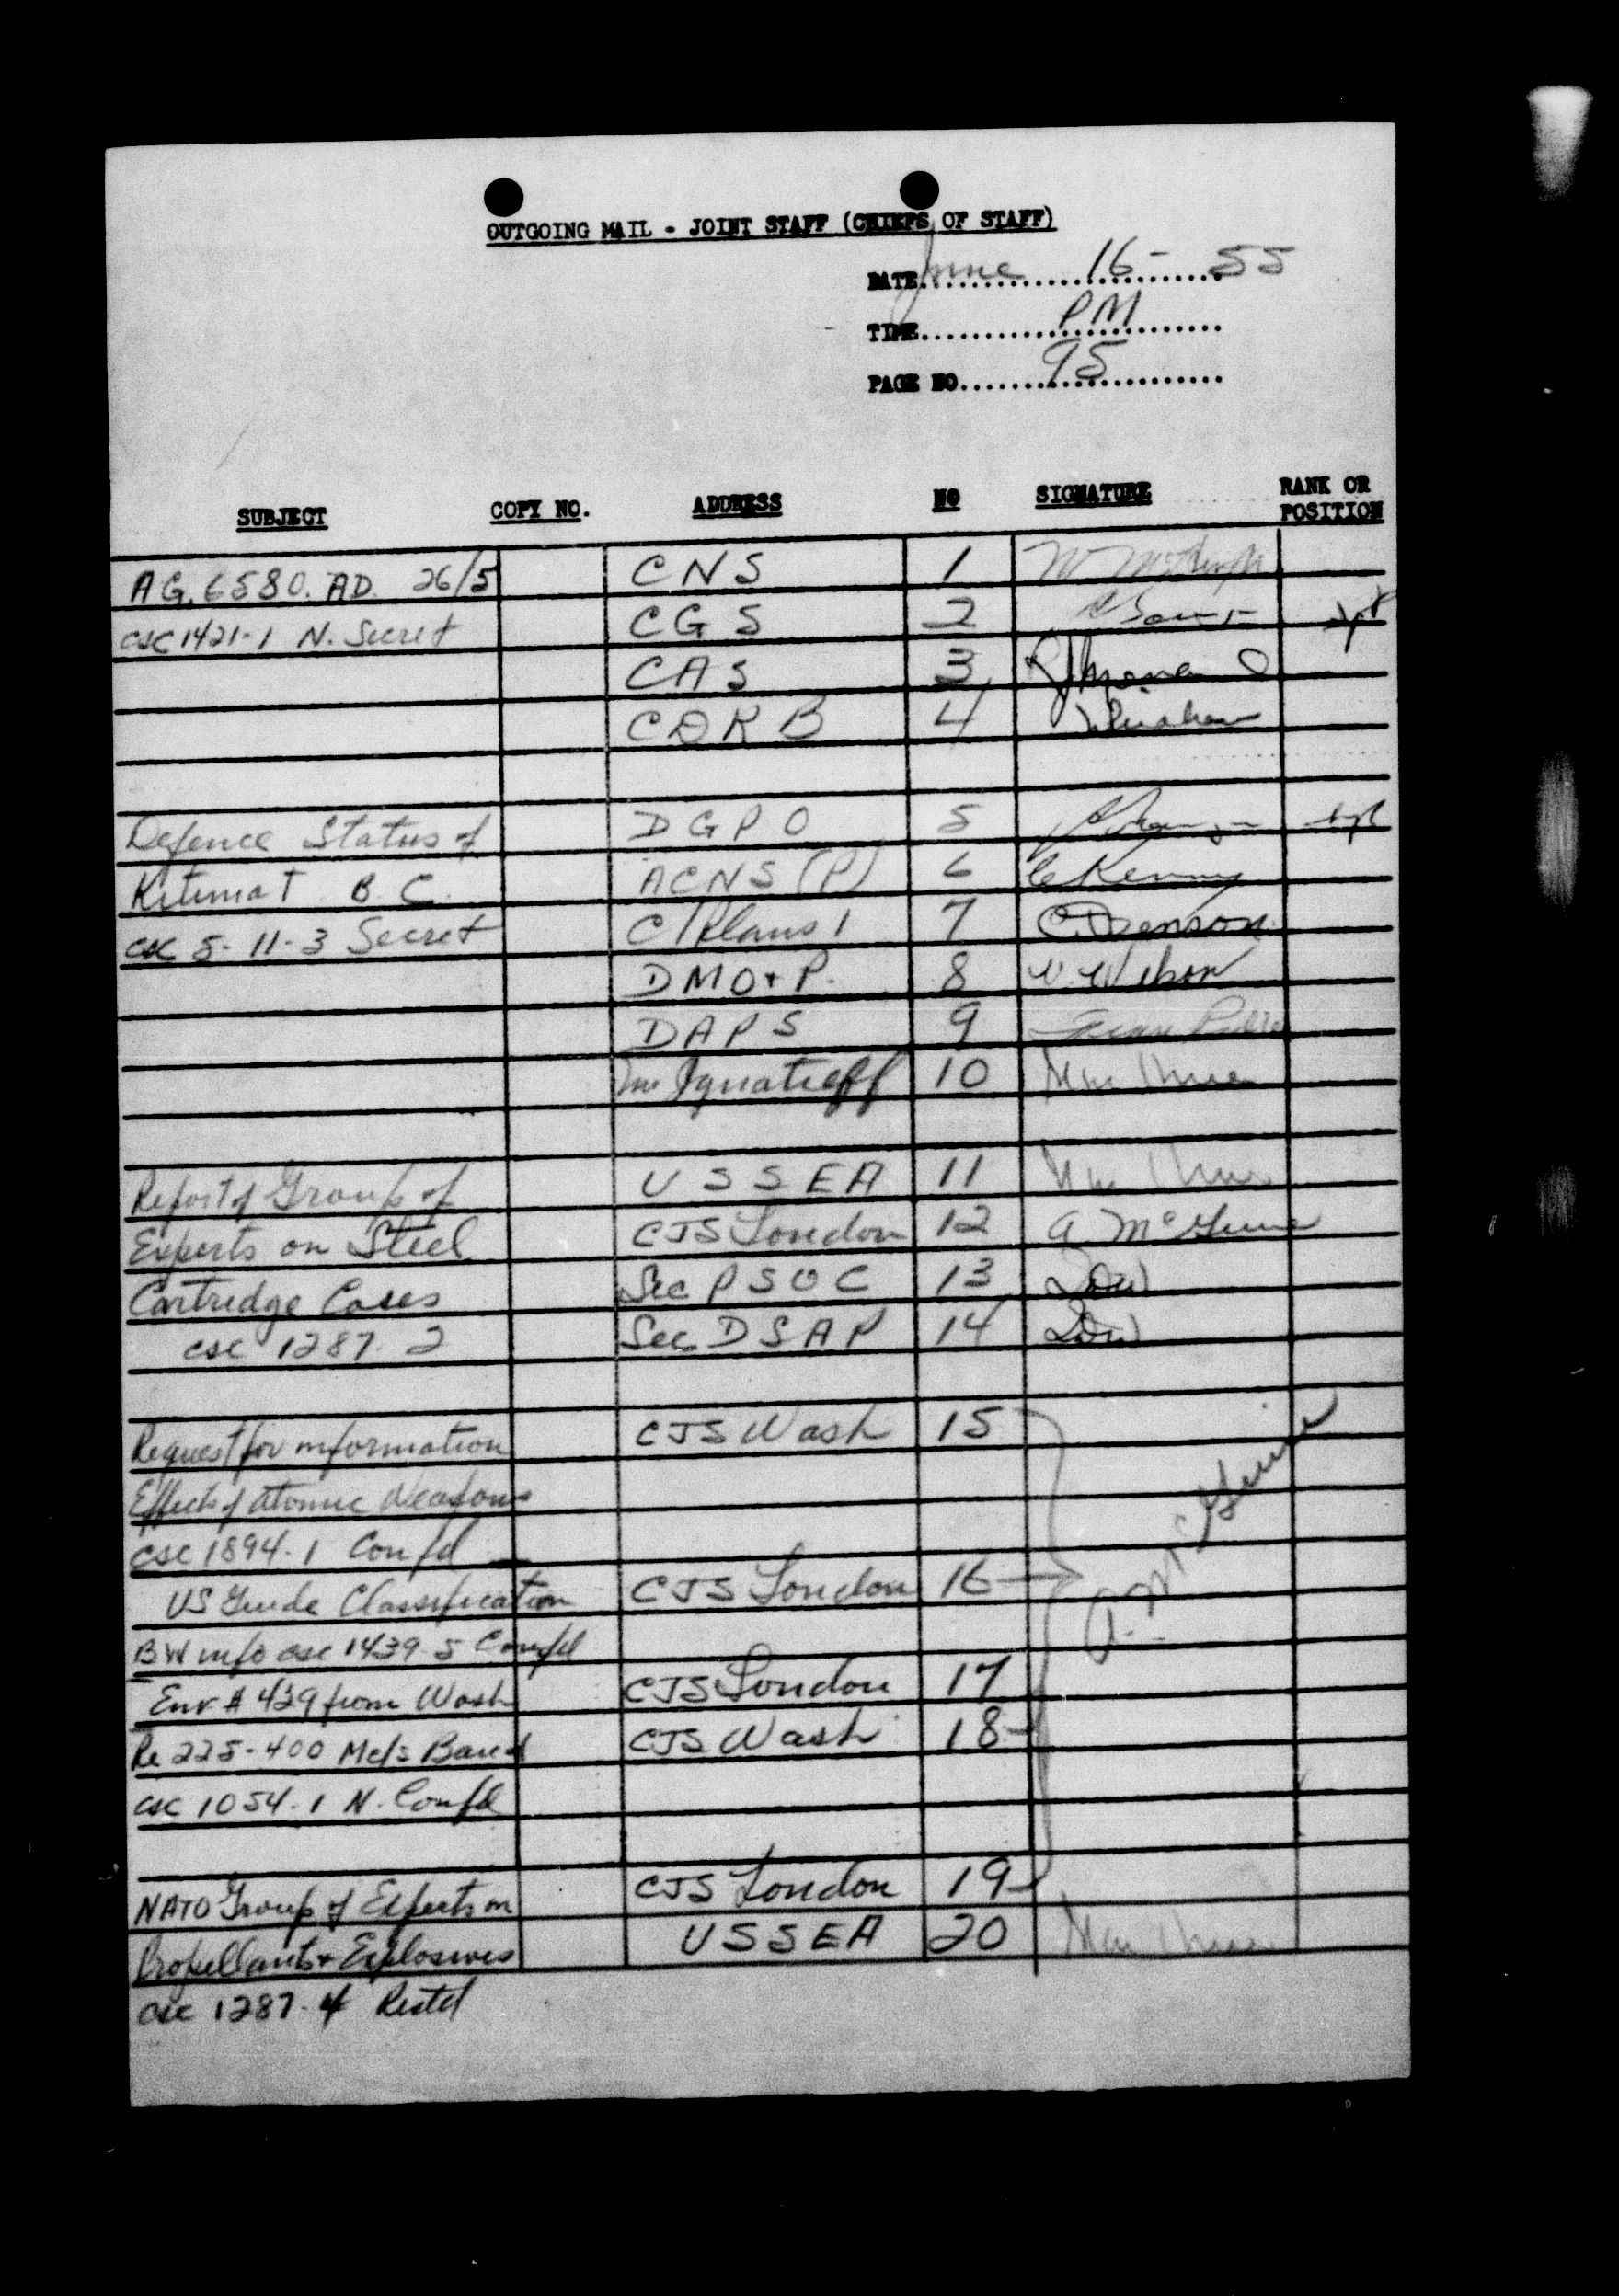 OUTGOING MAIL - JOINT STAFF (CHIEFS OF STAFF)
DATE June 16 - 55
TIME PM
PAGE NO 95
SUBJECT COPY NO. ADDRESS NO SIGNATURE RANK OR POSITION
AG. 6580. AD. 26/5 CNS 1
CSC 1421-1 N. Secret CGS 2
CAS 3
CDRB 4
Defence Status of DGPO 5
Kitimat B.C. ACNS (P) 6 C Kenny
CSC 5-11-3 Secret C/Plans 1 7 C. Benson
DMO+P. 8 W. Wilson
DAPS 9
Mr Ignatieff 10
Report of Group of USSEA 11
Experts on Steel CJS London 12 A. McGuire
Cartridge Cases Sec PSOC 13
CSC 1287-2 Sec DSAP 14
Request for information CJS Wash 15
Effects of Atomic Weapons
CSC 1894-1 Confd
US Guide Classification CJS London 16
BW info CSC 1439-5 Confd
Env # 429 from Wash CJS London 17
Re 225-400 Mc/s Band CJS Wash 18
CSC 1054-1 N. Confd
NATO Group of Experts on CJS London 19
Propellants + Explosives USSEA 20
CSC 1287-4 Restd